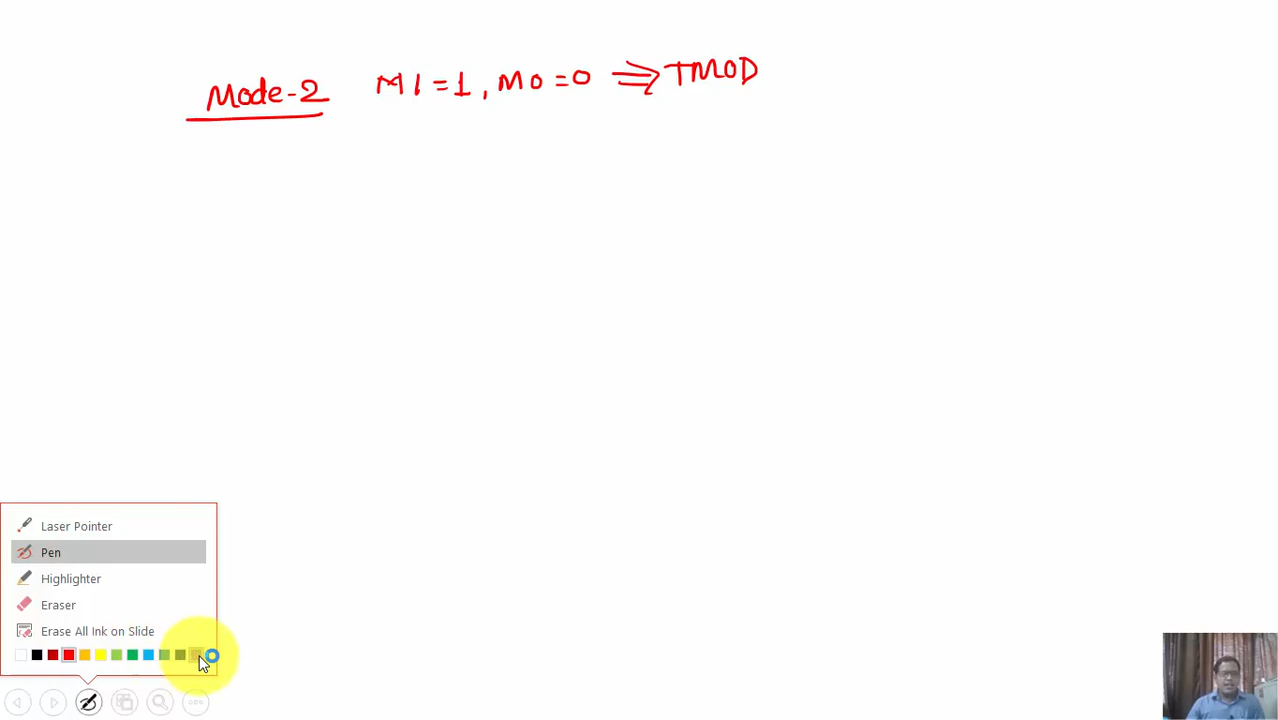 Mode-2 M1=1, M0=0 ⇒ TMOD
Laser Pointer
Pen
Highlighter
Eraser
Erase All Ink on Slide